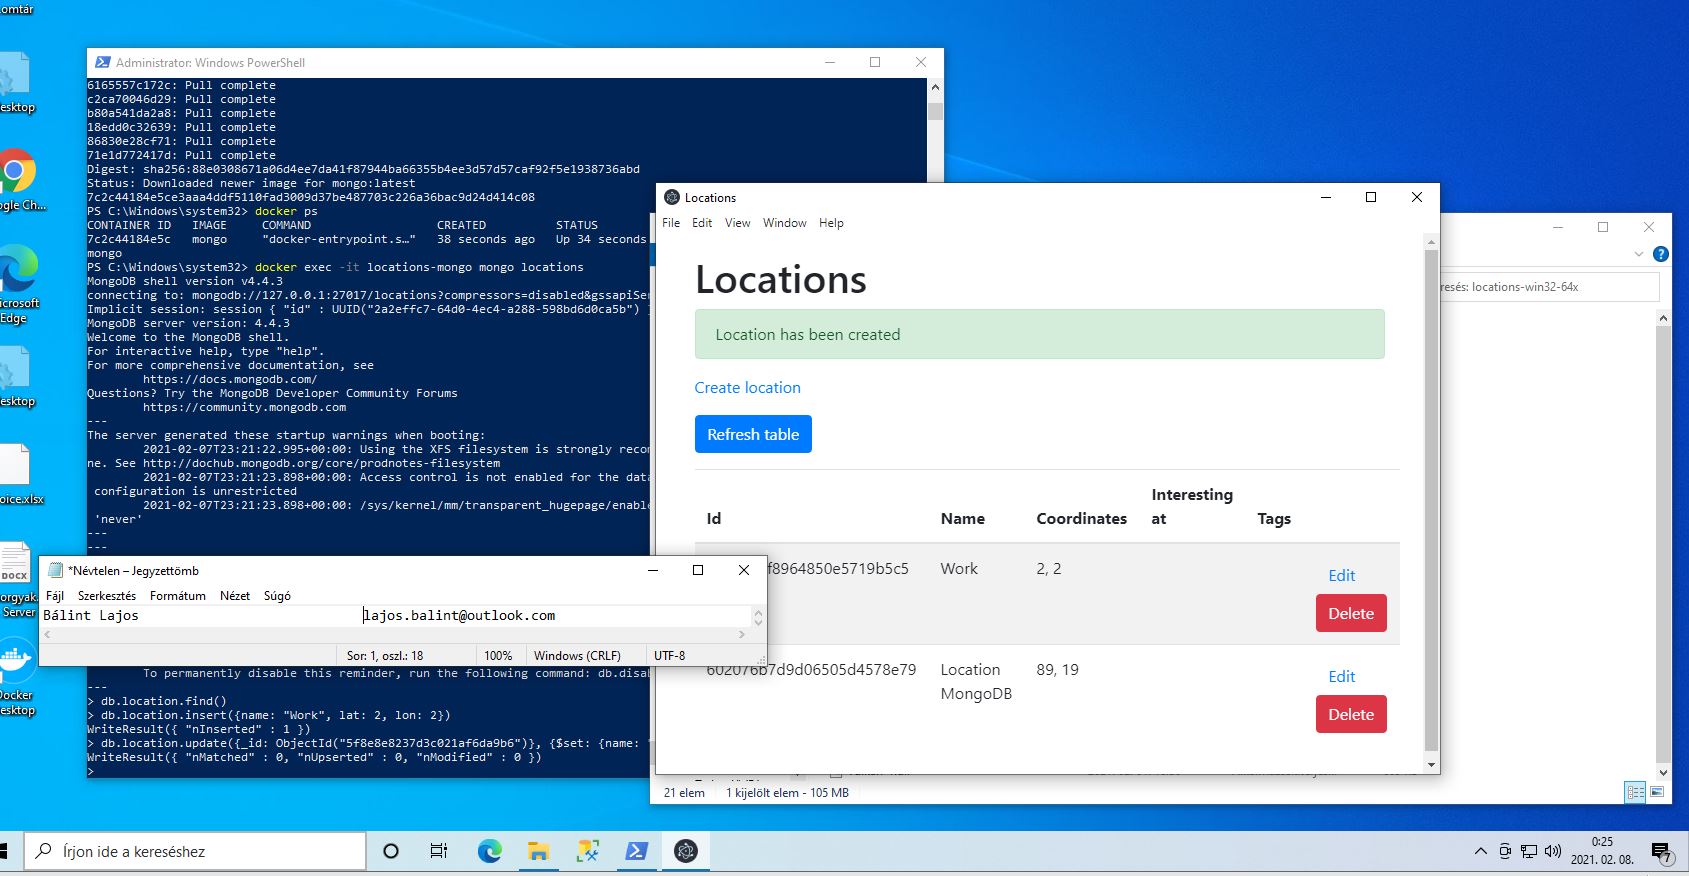 omtár
esktop
ogle Ch...
icrosoft
Edge
esktop
oice.xlsx
DOCX
orgyak.
Server
Docker
esktop
Administrator: Windows PowerShell
6165557c172c: Pull complete
c2ca70046d29: Pull complete
b80a541da2a8: Pull complete
18edd0c32639: Pull complete
86830e28cf71: Pull complete
71e1d772417d: Pull complete
Digest: sha256:88e0308671a06d4ee7da41f87944ba66355b4ee3d57d57caf92f5e1938736abd
Status: Downloaded newer image for mongo:latest
7c2c44184e5ce3aaa4ddf5110fad3009d37be487703c226a36bac9d24d414c08
PS C:\Windows\system32> docker ps
CONTAINER ID   IMAGE     COMMAND                  CREATED          STATUS
7c2c44184e5c   mongo     "docker-entrypoint.s…"   38 seconds ago   Up 34 seconds
mongo
PS C:\Windows\system32> docker exec -it locations-mongo mongo locations
MongoDB shell version v4.4.3
connecting to: mongodb://127.0.0.1:27017/locations?compressors=disabled&gssapiSer
Implicit session: session { "id" : UUID("2a2effc7-64d0-4ec4-a288-598bd6d0ca5b") }
MongoDB server version: 4.4.3
Welcome to the MongoDB shell.
For interactive help, type "help".
For more comprehensive documentation, see
https://docs.mongodb.com/
Questions? Try the MongoDB Developer Community Forums
https://community.mongodb.com
---
The server generated these startup warnings when booting:
2021-02-07T23:21:22.995+00:00: Using the XFS filesystem is strongly reco
ne. See http://dochub.mongodb.org/core/prodnotes-filesystem
2021-02-07T23:21:23.898+00:00: Access control is not enabled for the data
configuration is unrestricted
2021-02-07T23:21:23.898+00:00: /sys/kernel/mm/transparent_hugepage/enable
'never'
---
---
To permanently disable this reminder, run the following command: db.disab
---
> db.location.find()
> db.location.insert({name: "Work", lat: 2, lon: 2})
WriteResult({ "nInserted" : 1 })
> db.location.update({_id: ObjectId("5f8e8e8237d3c021af6da9b6")}, {$set: {name: "
WriteResult({ "nMatched" : 0, "nUpserted" : 0, "nModified" : 0 })
>
*Névtelen – Jegyzettömb
Fájl Szerkesztés Formátum Nézet Súgó
Bálint Lajos lajos.balint@outlook.com
Sor: 1, oszl.: 18 100% Windows (CRLF) UTF-8
Locations
File Edit View Window Help
Locations
Location has been created
Create location
Refresh table
Id Name Coordinates Interesting at Tags
f8964850e5719b5c5 Work 2, 2 Edit
Delete
602076b7d9d06505d4578e79 Location MongoDB 89, 19 Edit
Delete
resés: locations-win32-64x
21 elem 1 kijelölt elem - 105 MB
Írjon ide a kereséshez
0:25
2021. 02. 08.
7